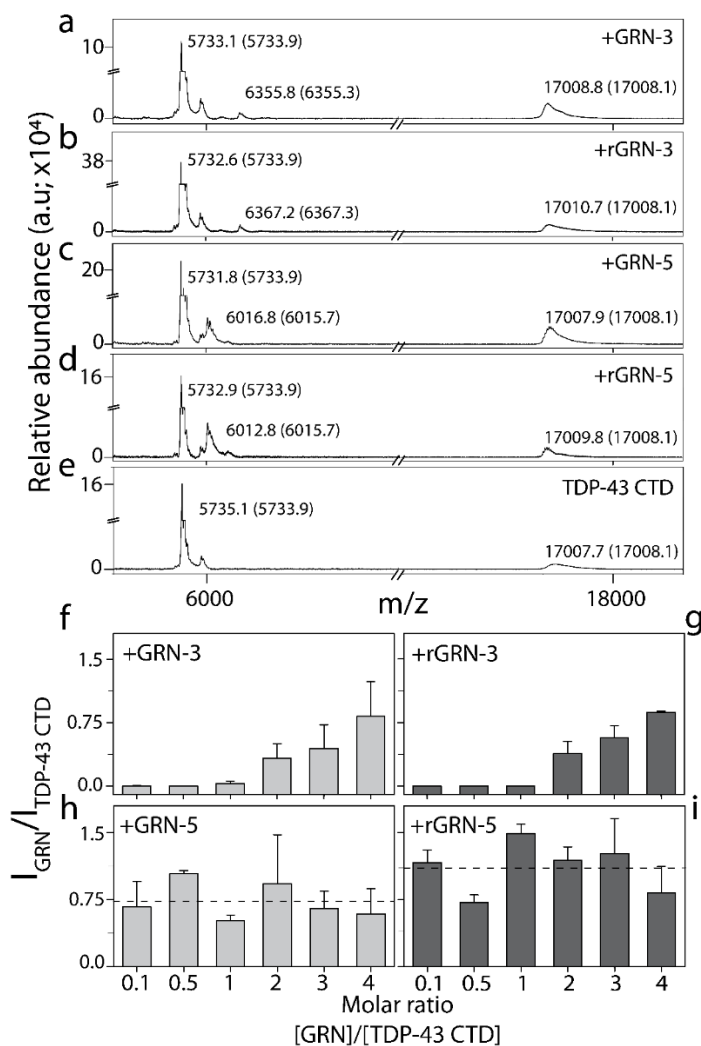 a
10
0
5733.1 (5733.9)
6355.8 (6355.3)
+GRN-3
17008.8 (17008.1)
b
38
0
5732.6 (5733.9)
6367.2 (6367.3)
+rGRN-3
17010.7 (17008.1)
c
20
0
5731.8 (5733.9)
6016.8 (6015.7)
+GRN-5
17007.9 (17008.1)
d
16
0
5732.9 (5733.9)
6012.8 (6015.7)
+rGRN-5
17009.8 (17008.1)
e
16
0
5735.1 (5733.9)
TDP-43 CTD
17007.7 (17008.1)
Relative abundance (a.u; x10⁴)
6000
m/z
18000
f
+GRN-3
1.5
0.75
0.0
g
+rGRN-3
h
+GRN-5
1.5
0.75
0.0
i
+rGRN-5
I GRN/I TDP-43 CTD
0.1 0.5 1 2 3 4
0.1 0.5 1 2 3 4
Molar ratio
[GRN]/[TDP-43 CTD]